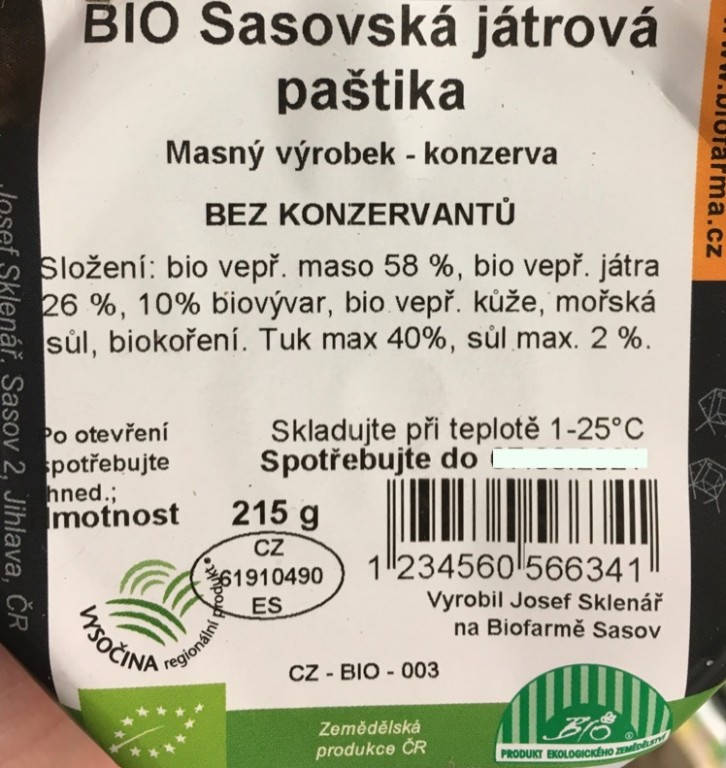 BIO Sasovská játrová
paštika
Masný výrobek - konzerva
BEZ KONZERVANTŮ
Složení: bio vepř. maso 58 %, bio vepř. játra
26 %, 10% biovývar, bio vepř. kůže, mořská
sůl, biokoření. Tuk max 40%, sůl max. 2 %.
Po otevření
spotřebujte
hned.;
Skladujte při teplotě 1-25°C
Spotřebujte do
motnost 215 g
CZ
61910490
ES
1 234560 566341
Vyrobil Josef Sklenář
na Biofarmě Sasov
VYSOČINA regionální produkt
CZ - BIO - 003
Zemědělská
produkce ČR
Bio
PRODUKT EKOLOGICKÉHO ZEMĚDĚLSTVÍ
Josef Sklenář, Sasov 2, Jihlava, ČR
www.biofarma.cz